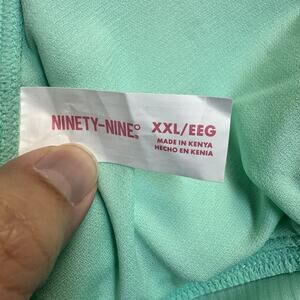 NINETY-NINE° XXL/EEG
MADE IN KENYA
HECHO EN KENIA